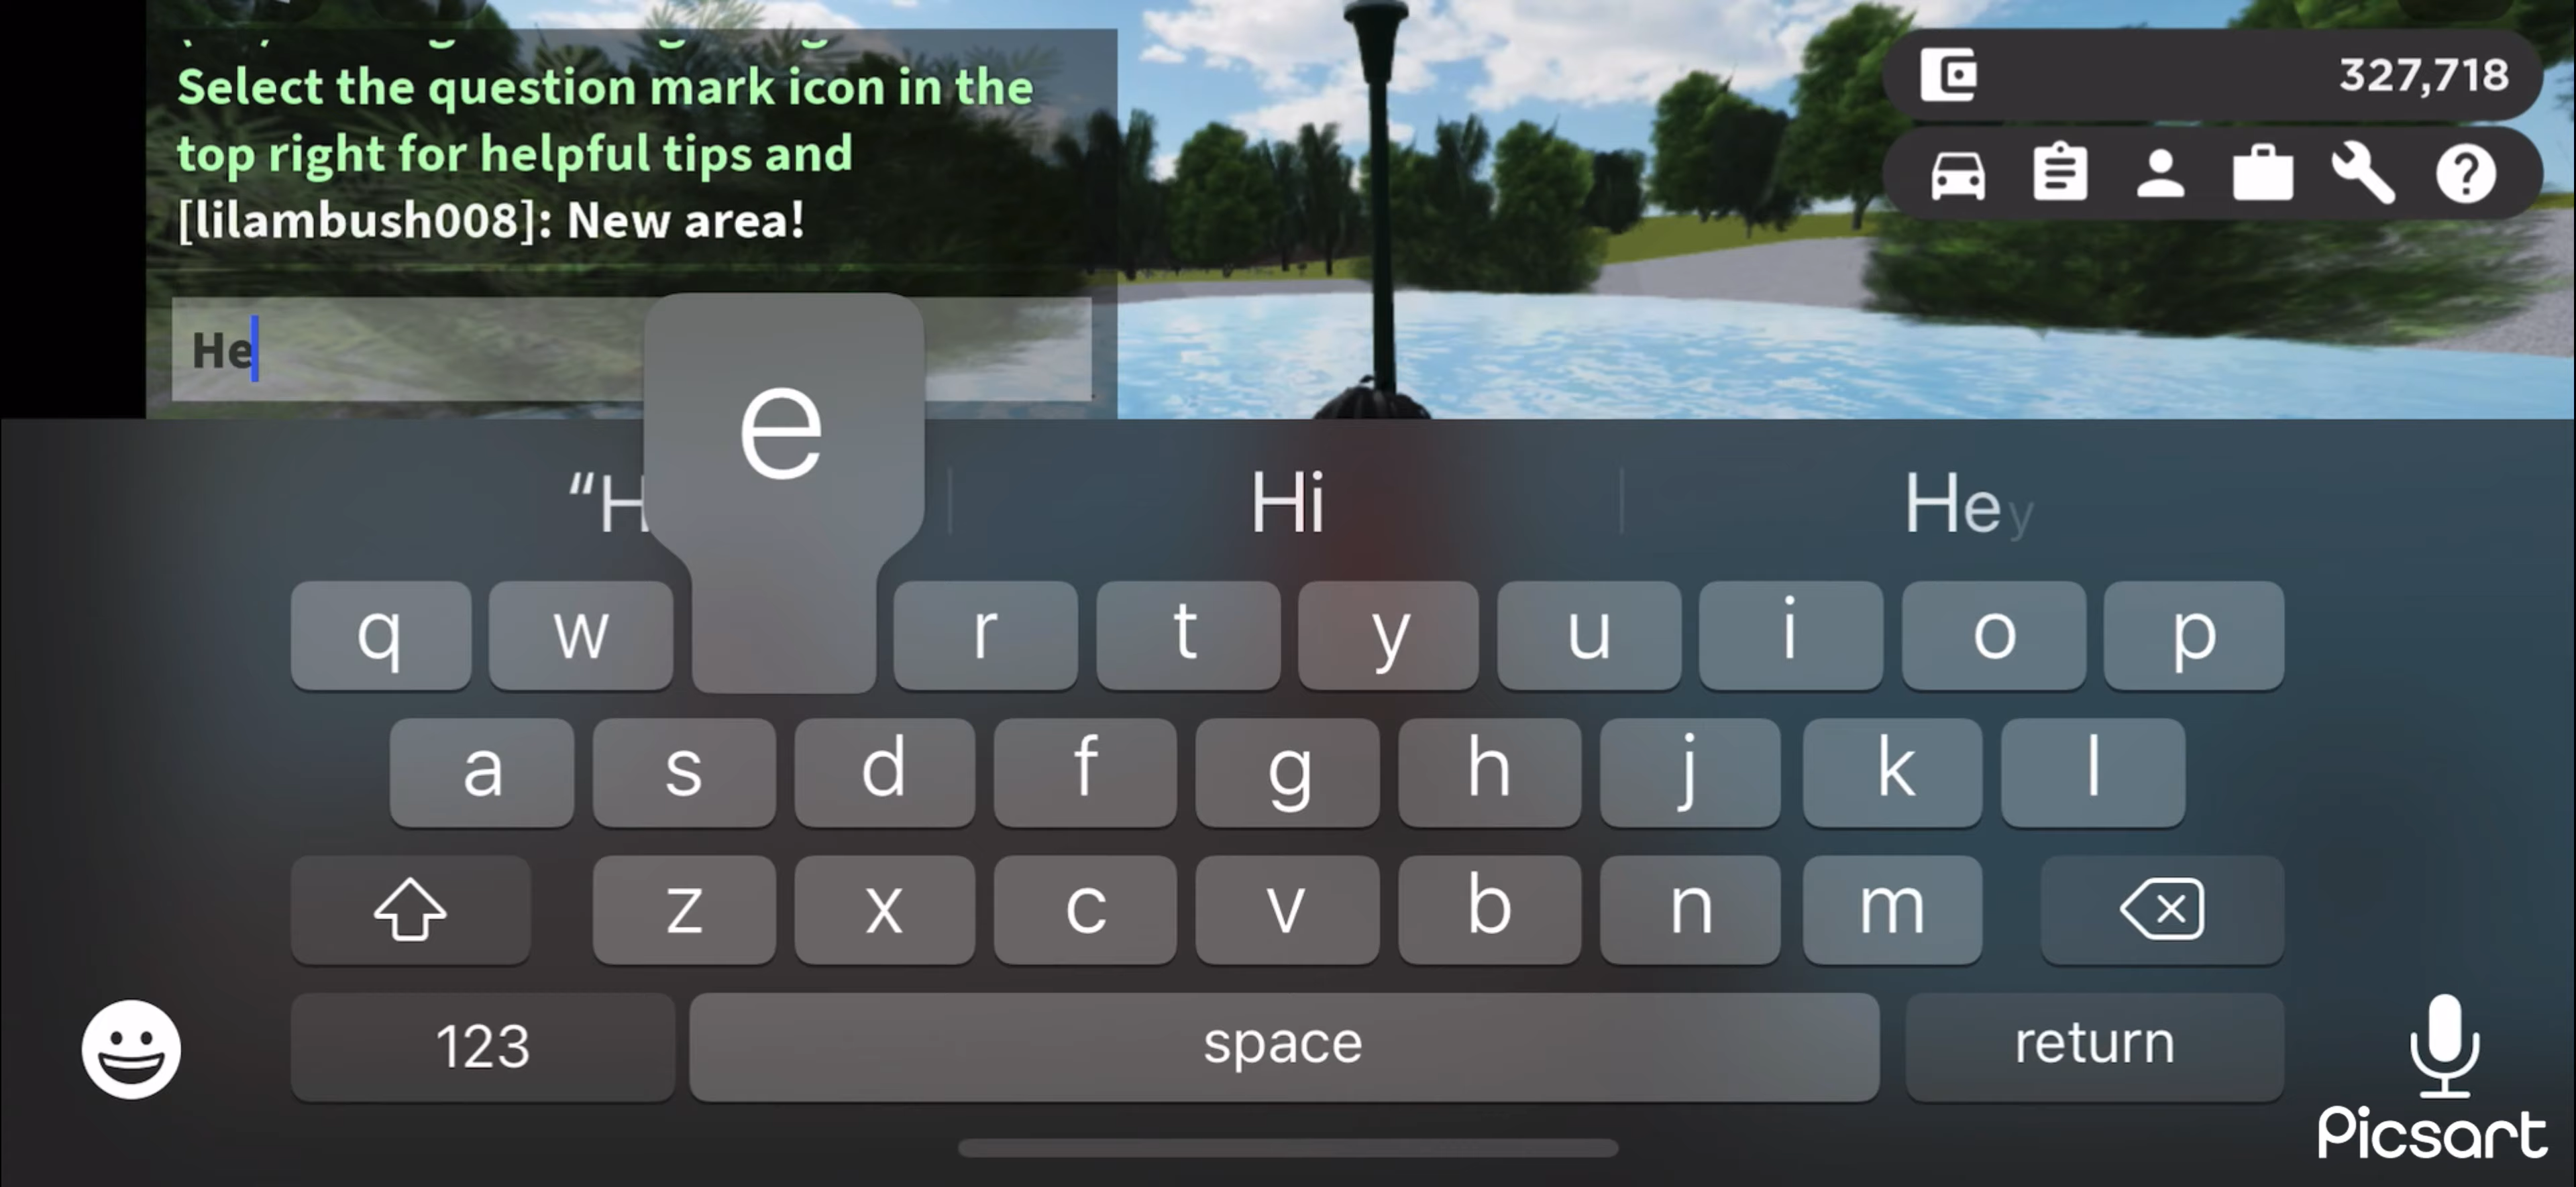 Select the question mark icon in the
327,718
top right for helpful tips and
[lilambush008]: New area!
He
e
“H
Hi
Hey
q w r t y u i o p
a s d f g h j k l
z x c v b n m
123 space return
Picsart